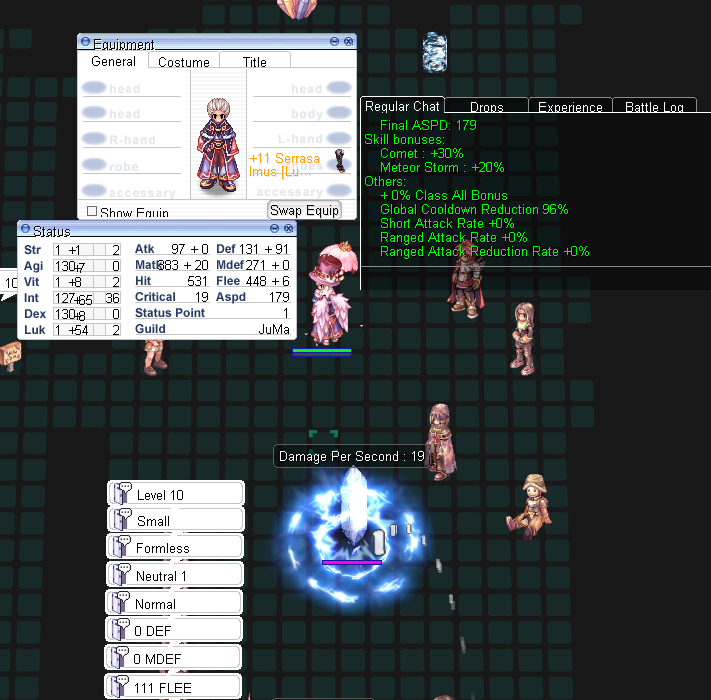 Equipment
General Costume Title
head head
head body
R-hand L-hand
robe
accessary accessary
+11 Serrasa
Imus [Lu...
Show Equip
Swap Equip
Regular Chat Drops Experience Battle Log
Final ASPD: 179
Skill bonuses:
Comet : +30%
Meteor Storm : +20%
Others:
+ 0% Class All Bonus
Global Cooldown Reduction 96%
Short Attack Rate +0%
Ranged Attack Rate +0%
Ranged Attack Reduction Rate +0%
Status
Str 1 +1 2 Atk 97 + 0 Def 131 + 91
Agi 130+7 0 Matk 683 + 20 Mdef 271 + 0
Vit 1 +8 2 Hit 531 Flee 448 + 6
Int 127+65 36 Critical 19 Aspd 179
Dex 130+8 0 Status Point 1
Luk 1 +54 2 Guild JuMa
10
Damage Per Second : 19
Level 10
Small
Formless
Neutral 1
Normal
0 DEF
0 MDEF
111 FLEE